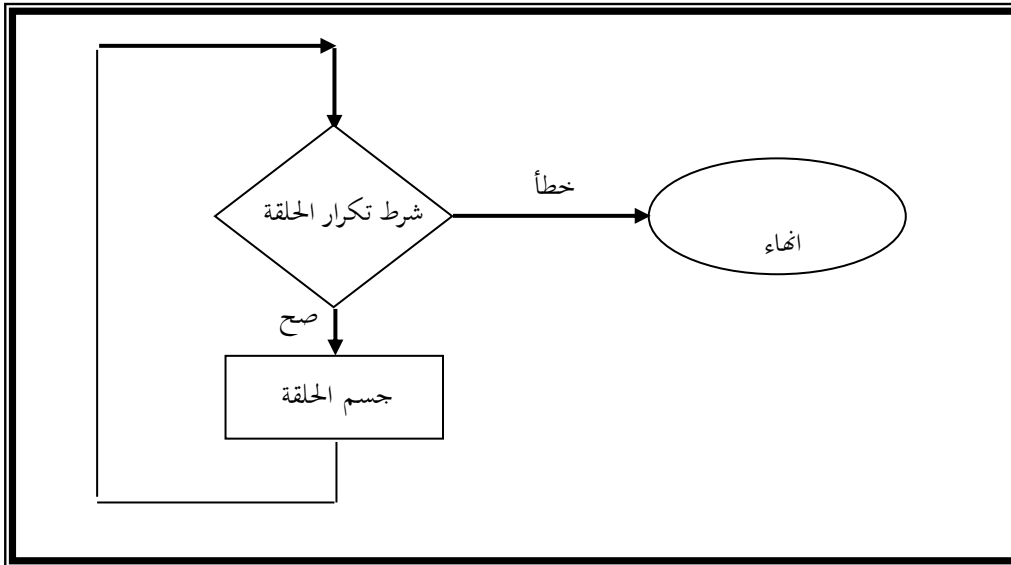 خطأ
شرط تكرار الحلقة
انهاء
صح
جسم الحلقة